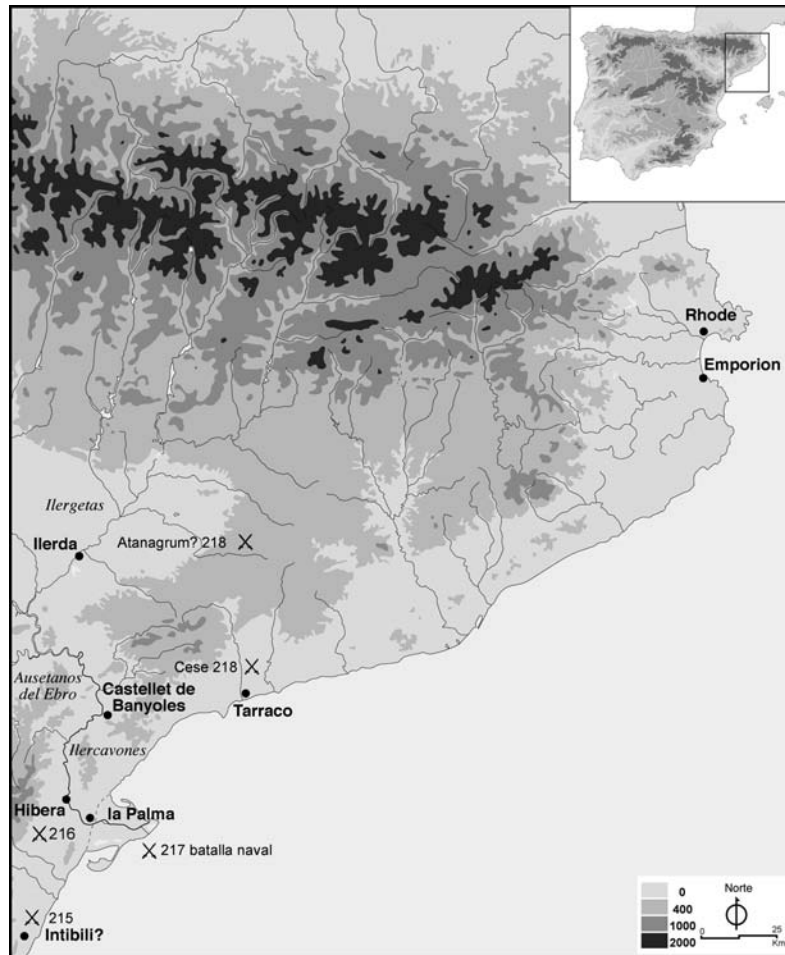 Rhode
Emporion
Ilergetas
Ilerda
Atanagrum? 218
Cese 218
Ausetanos
del Ebro
Castellet de
Banyoles
Tarraco
Ilercavones
Hibera
la Palma
216
217 batalla naval
215
Intibili?
0
400
1000
2000
Norte
0
25
Km